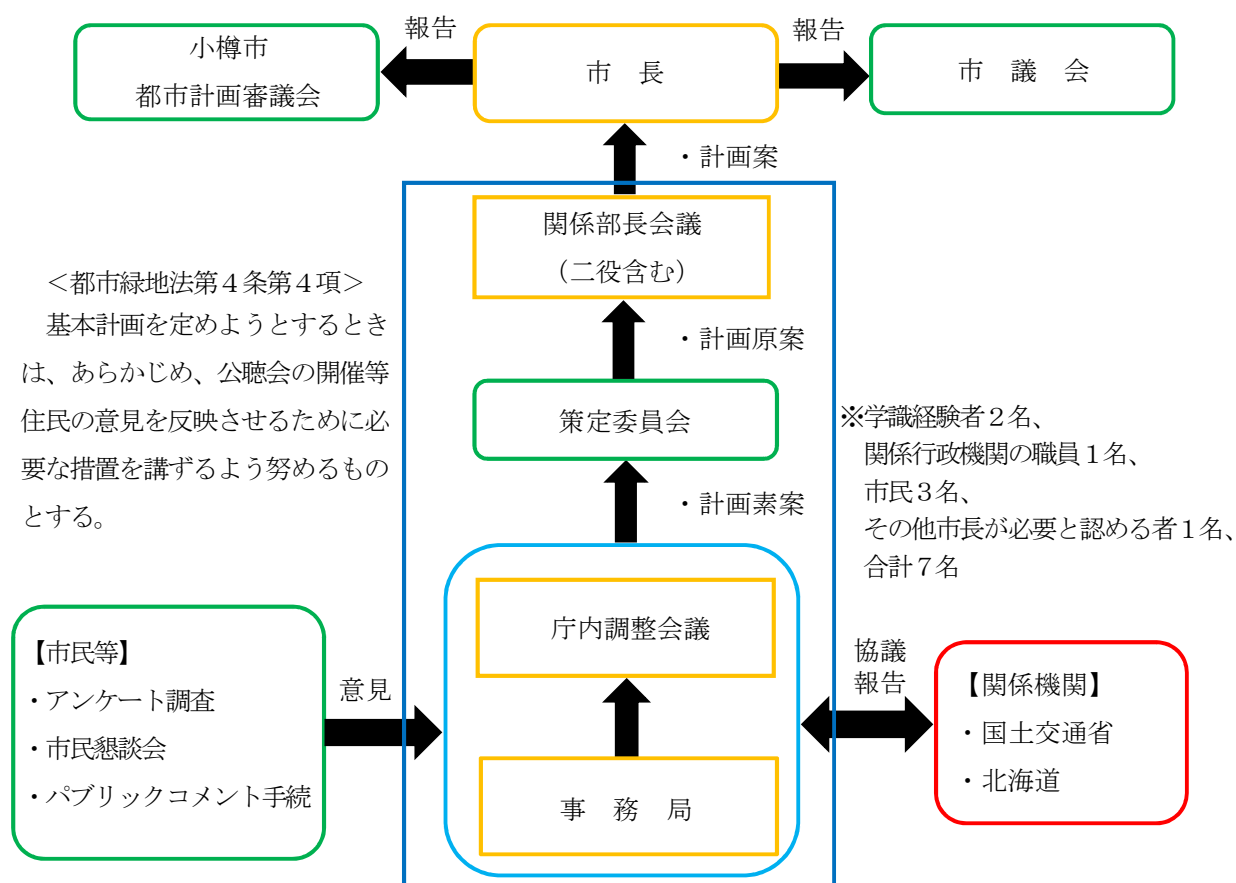 報告
報告
小樽市
都市計画審議会
市　長
市　議　会
・計画案
関係部長会議
（二役含む）
＜都市緑地法第４条第４項＞
基本計画を定めようとするとき
は、あらかじめ、公聴会の開催等
住民の意見を反映させるために必
要な措置を講ずるよう努めるもの
とする。
・計画原案
策定委員会
※学識経験者２名、
関係行政機関の職員１名、
市民３名、
その他市長が必要と認める者１名、
合計７名
・計画素案
庁内調整会議
【市民等】
・アンケート調査
・市民懇談会
・パブリックコメント手続
意見
協議
報告
【関係機関】
・国土交通省
・北海道
事　務　局